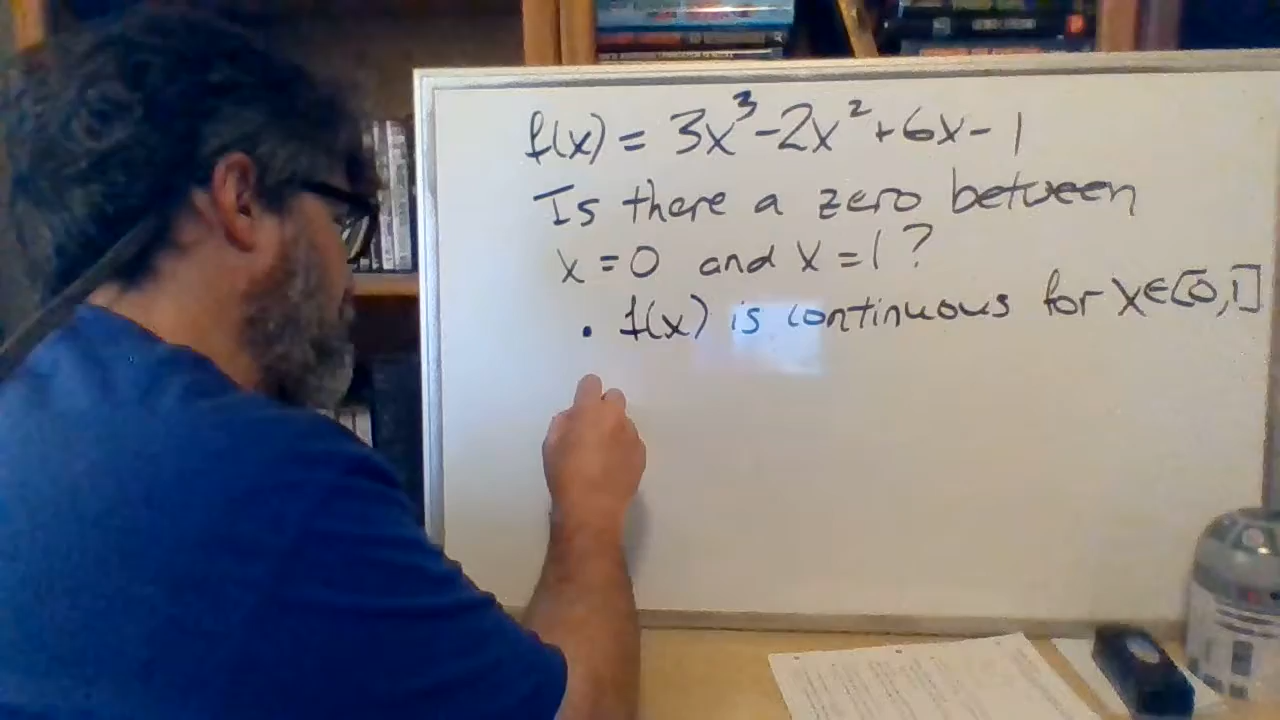 f(x) = 3x³-2x²+6x-1
Is there a zero between
x=0 and x=1?
• f(x) is continuous for x∈[0,1]